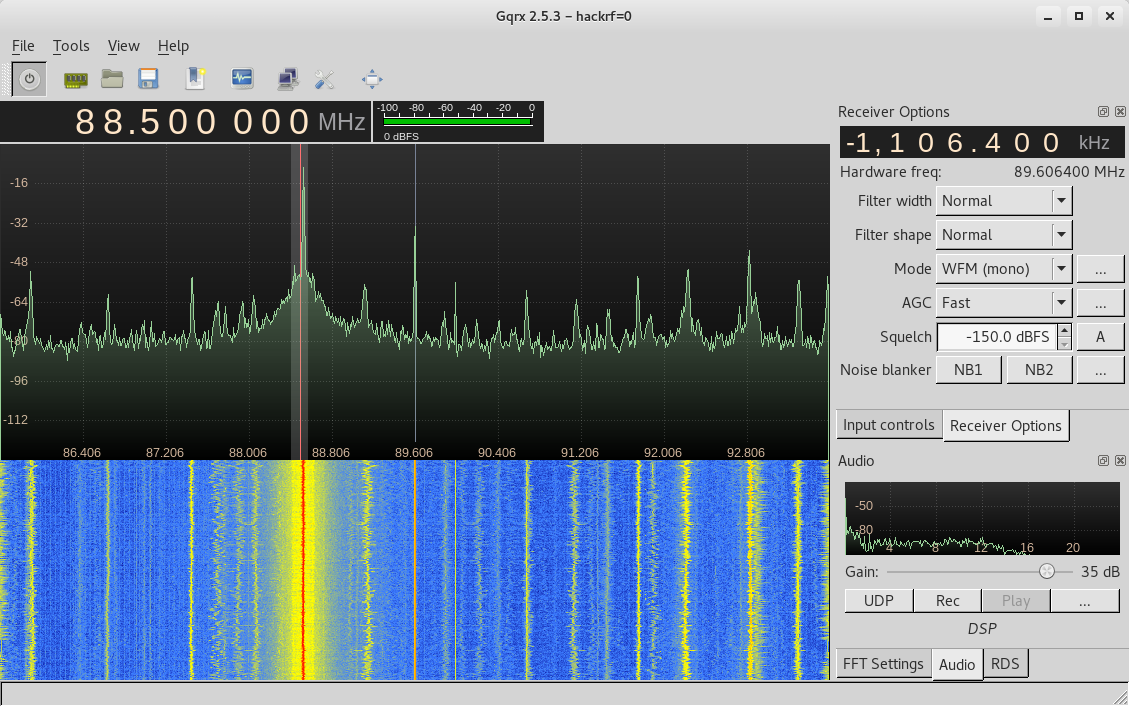 Gqrx 2.5.3 – hackrf=0
File Tools View Help
88.500 000 MHz
-100 -80 -60 -40 -20 0
0 dBFS
-16
-32
-48
-64
-80
-96
-112
86.406 87.206 88.006 88.806 89.606 90.406 91.206 92.006 92.806
Receiver Options
-1,106.400 kHz
Hardware freq: 89.606400 MHz
Filter width Normal
Filter shape Normal
Mode WFM (mono) ...
AGC Fast ...
Squelch -150.0 dBFS A
Noise blanker NB1 NB2 ...
Input controls Receiver Options
Audio
-50
-80
4 8 12 16 20
Gain: 35 dB
UDP Rec Play ...
DSP
FFT Settings Audio RDS